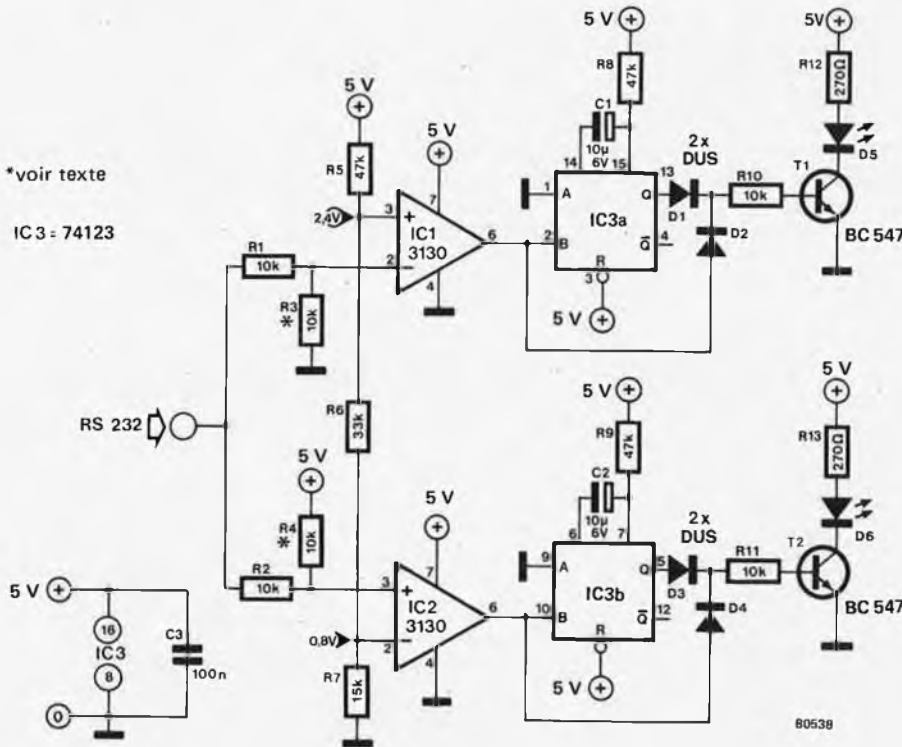 *voir texte
IC3 = 74123
5 V
R5
47k
2,4V
R1
10k
R3
*
10k
RS 232
R6
33k
5 V
R4
*
10k
R2
10k
0,8V
R7
15k
5 V
16
IC3
8
0
C3
100n
5 V
7
3
+
IC1
3130
2
-
4
6
5 V
R8
47k
C1
10µ
6V
14
15
1
A
13
Q
IC3a
2
B
4
Q
R
3
5 V
2x
DUS
D1
D2
R10
10k
5V
R12
270Ω
D5
T1
BC 547
5 V
7
3
+
IC2
3130
2
-
4
6
5 V
R9
47k
C2
10µ
6V
6
7
9
A
5
Q
IC3b
10
B
12
Q
R
5 V
2x
DUS
D3
D4
R11
10k
5 V
R13
270Ω
D6
T2
BC 547
80538